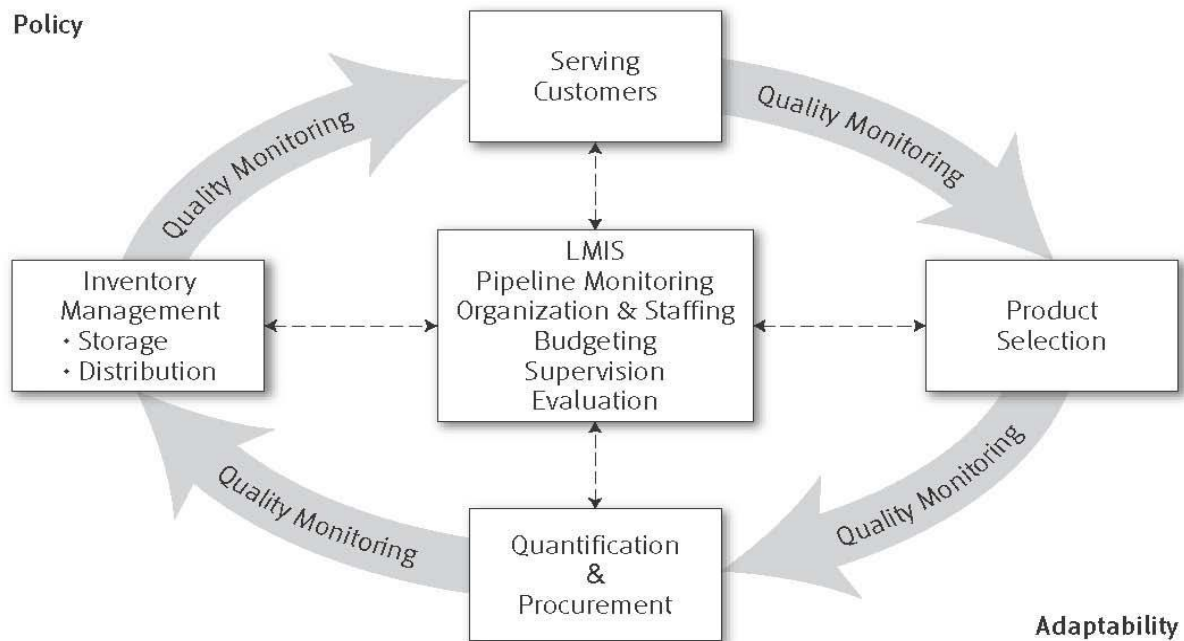 Policy
Serving
Customers
Quality Monitoring
Quality Monitoring
Inventory
Management
• Storage
• Distribution
LMIS
Pipeline Monitoring
Organization & Staffing
Budgeting
Supervision
Evaluation
Product
Selection
Quality Monitoring
Quality Monitoring
Quantification
&
Procurement
Adaptability